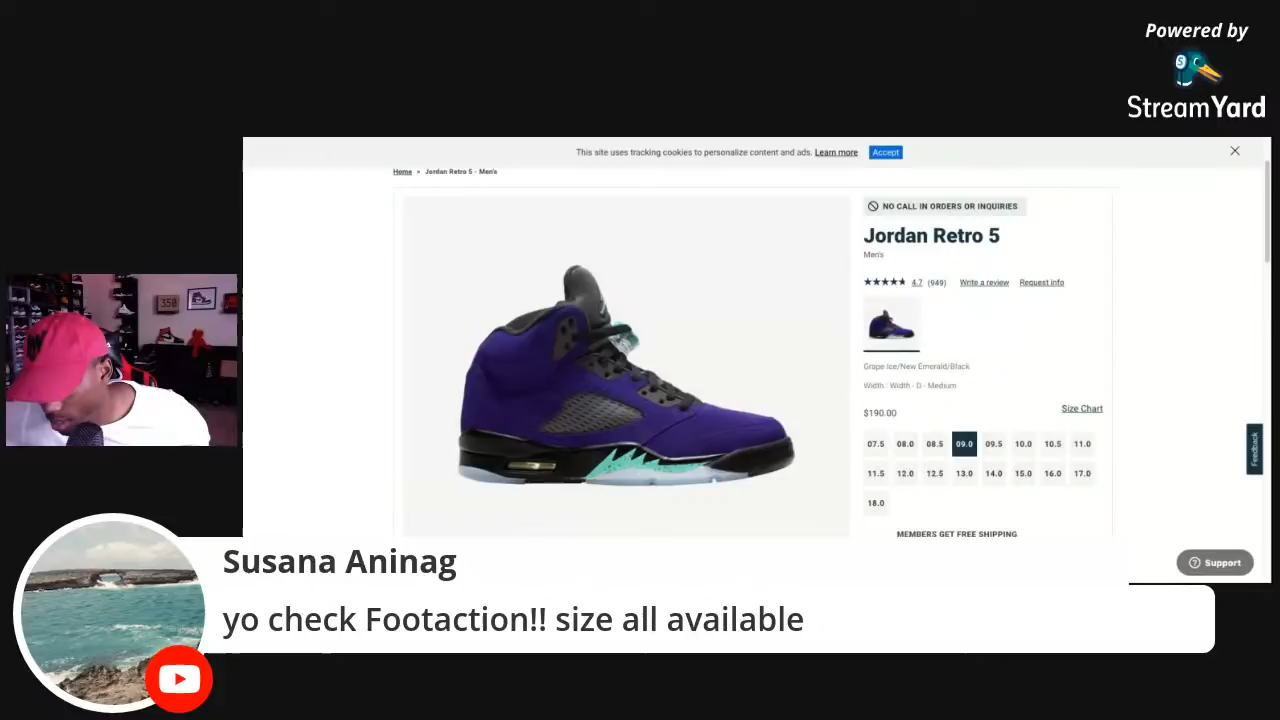 Powered by
StreamYard
This site uses tracking cookies to personalize content and ads. Learn more
Accept
Home > Jordan Retro 5 - Men's
NO CALL IN ORDERS OR INQUIRIES
Jordan Retro 5
Men's
4.7 (949) Write a review Request info
Grape Ice/New Emerald/Black
Width : Width - D - Medium
$190.00
Size Chart
07.5 08.0 08.5 09.0 09.5 10.0 10.5 11.0
11.5 12.0 12.5 13.0 14.0 15.0 16.0 17.0
18.0
MEMBERS GET FREE SHIPPING
Feedback
Support
350
Susana Aninag
yo check Footaction!! size all available